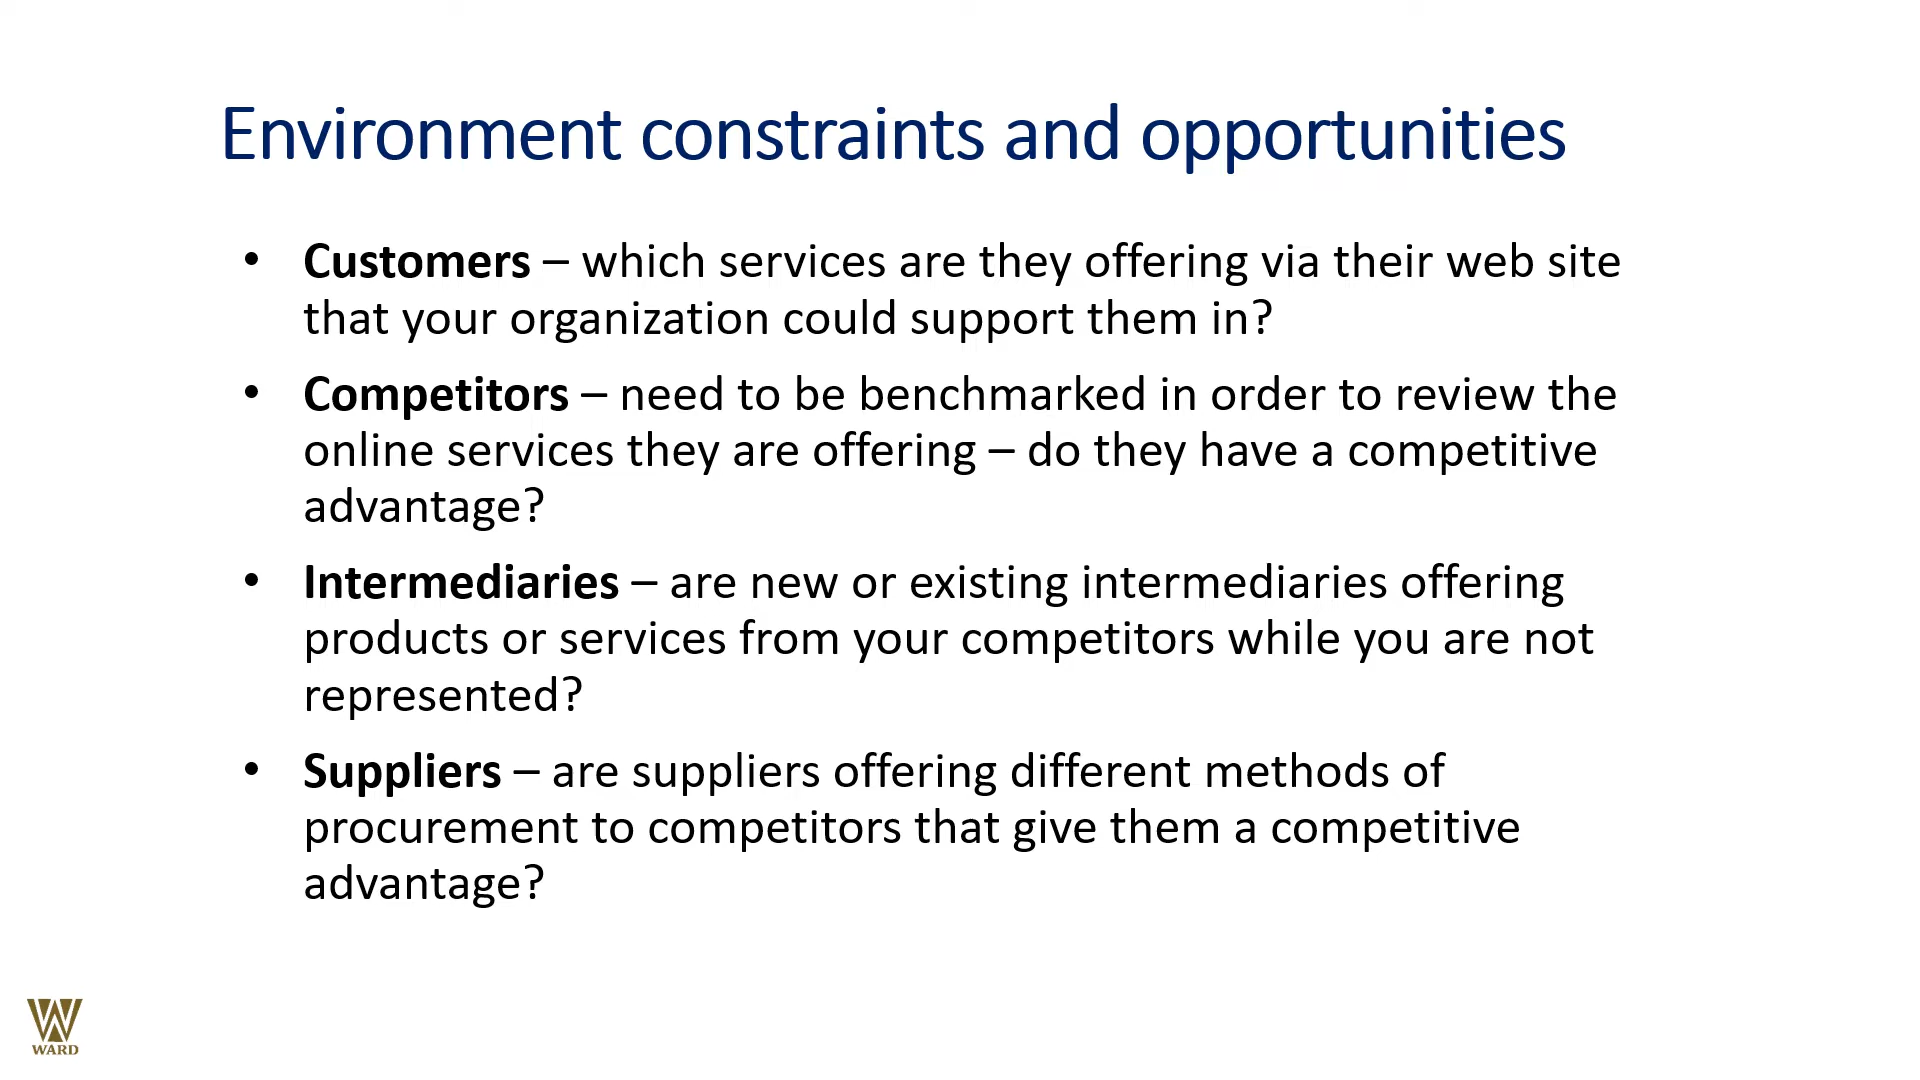 Environment constraints and opportunities
• Customers – which services are they offering via their web site
that your organization could support them in?
• Competitors – need to be benchmarked in order to review the
online services they are offering – do they have a competitive
advantage?
• Intermediaries – are new or existing intermediaries offering
products or services from your competitors while you are not
represented?
• Suppliers – are suppliers offering different methods of
procurement to competitors that give them a competitive
advantage?
WARD